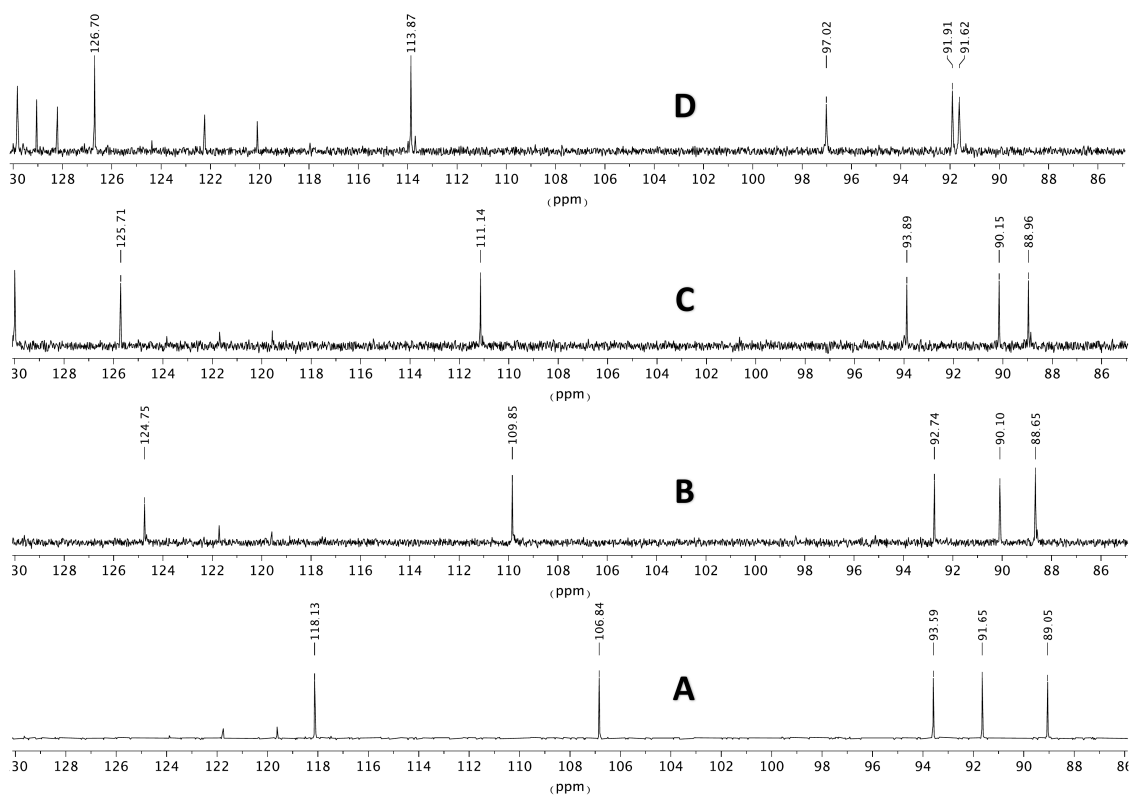 126.70 113.87 97.02 91.91 91.62
D
30 128 126 124 122 120 118 116 114 112 110 108 106 104 102 100 98 96 94 92 90 88 86
(ppm)
125.71 111.14 93.89 90.15 88.96
C
30 128 126 124 122 120 118 116 114 112 110 108 106 104 102 100 98 96 94 92 90 88 86
(ppm)
124.75 109.85 92.74 90.10 88.65
B
30 128 126 124 122 120 118 116 114 112 110 108 106 104 102 100 98 96 94 92 90 88 86
(ppm)
118.13 106.84 93.59 91.65 89.05
A
30 128 126 124 122 120 118 116 114 112 110 108 106 104 102 100 98 96 94 92 90 88 86
(ppm)